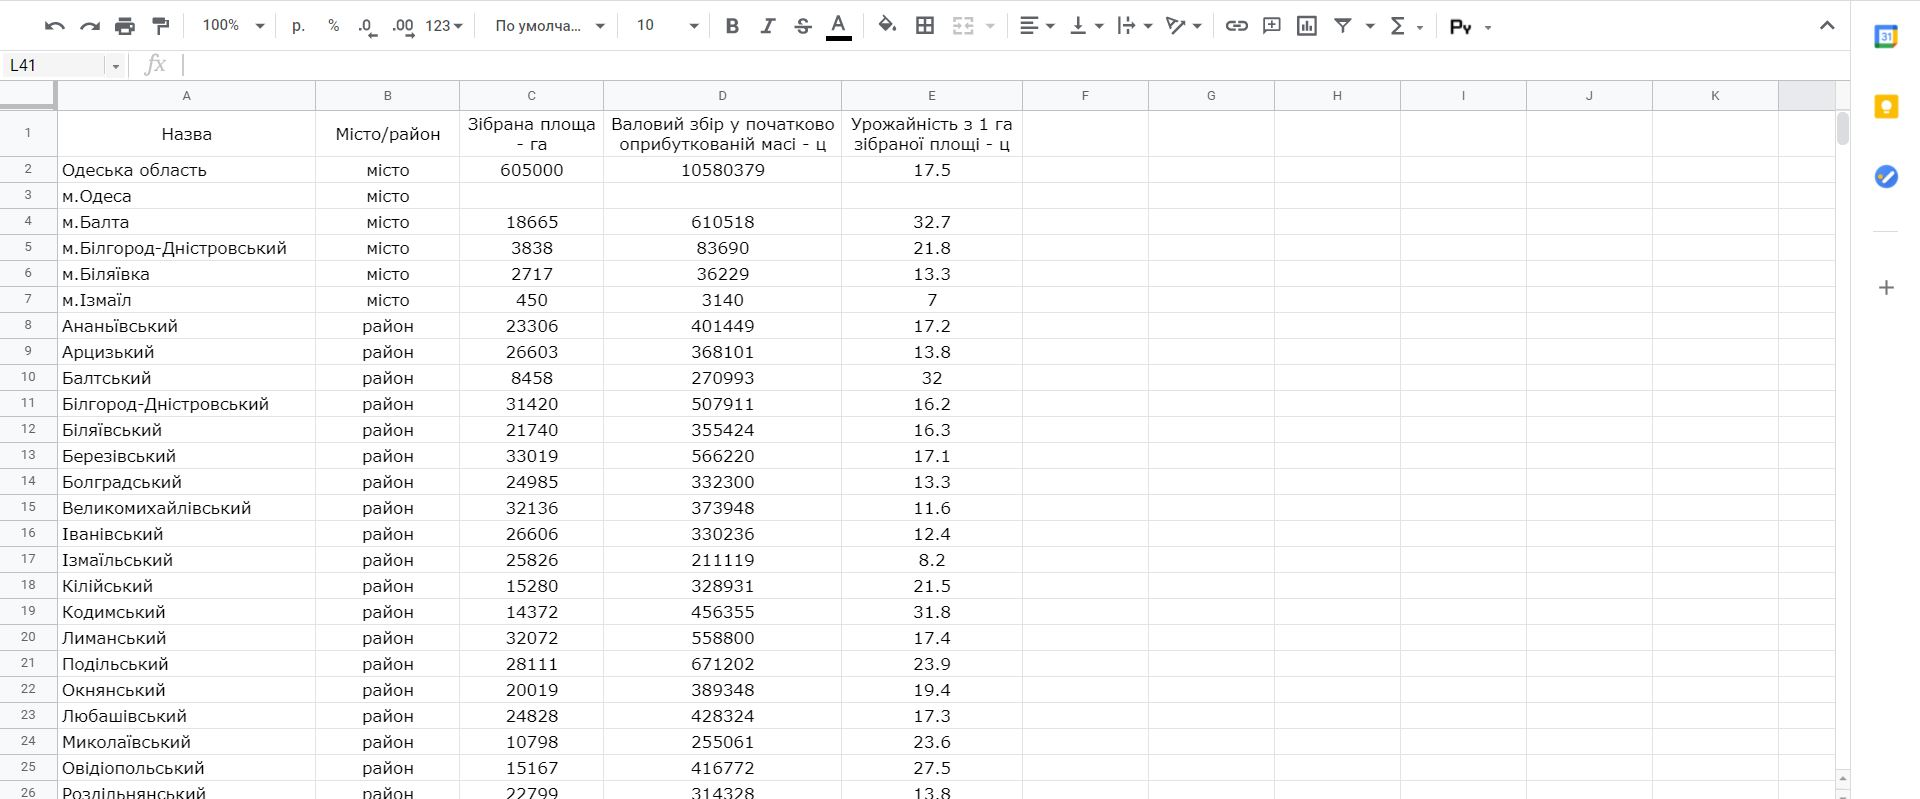 100% р. % .0 .00 123 По умолча... 10 B I S A Σ Py
31
L41 fx
A B C D E F G H I J K
1 Назва Місто/район Зібрана площа - га Валовий збір у початково оприбуткованій масі - ц Урожайність з 1 га зібраної площі - ц
2 Одеська область місто 605000 10580379 17.5
3 м.Одеса місто
4 м.Балта місто 18665 610518 32.7
5 м.Білгород-Дністровський місто 3838 83690 21.8
6 м.Біляївка місто 2717 36229 13.3
7 м.Ізмаїл місто 450 3140 7
8 Ананьївський район 23306 401449 17.2
9 Арцизький район 26603 368101 13.8
10 Балтський район 8458 270993 32
11 Білгород-Дністровський район 31420 507911 16.2
12 Біляївський район 21740 355424 16.3
13 Березівський район 33019 566220 17.1
14 Болградський район 24985 332300 13.3
15 Великомихайлівський район 32136 373948 11.6
16 Іванівський район 26606 330236 12.4
17 Ізмаїльський район 25826 211119 8.2
18 Кілійський район 15280 328931 21.5
19 Кодимський район 14372 456355 31.8
20 Лиманський район 32072 558800 17.4
21 Подільський район 28111 671202 23.9
22 Окнянський район 20019 389348 19.4
23 Любашівський район 24828 428324 17.3
24 Миколаївський район 10798 255061 23.6
25 Овідіопольський район 15167 416772 27.5
26 Роздільнянський район 22799 314328 13.8